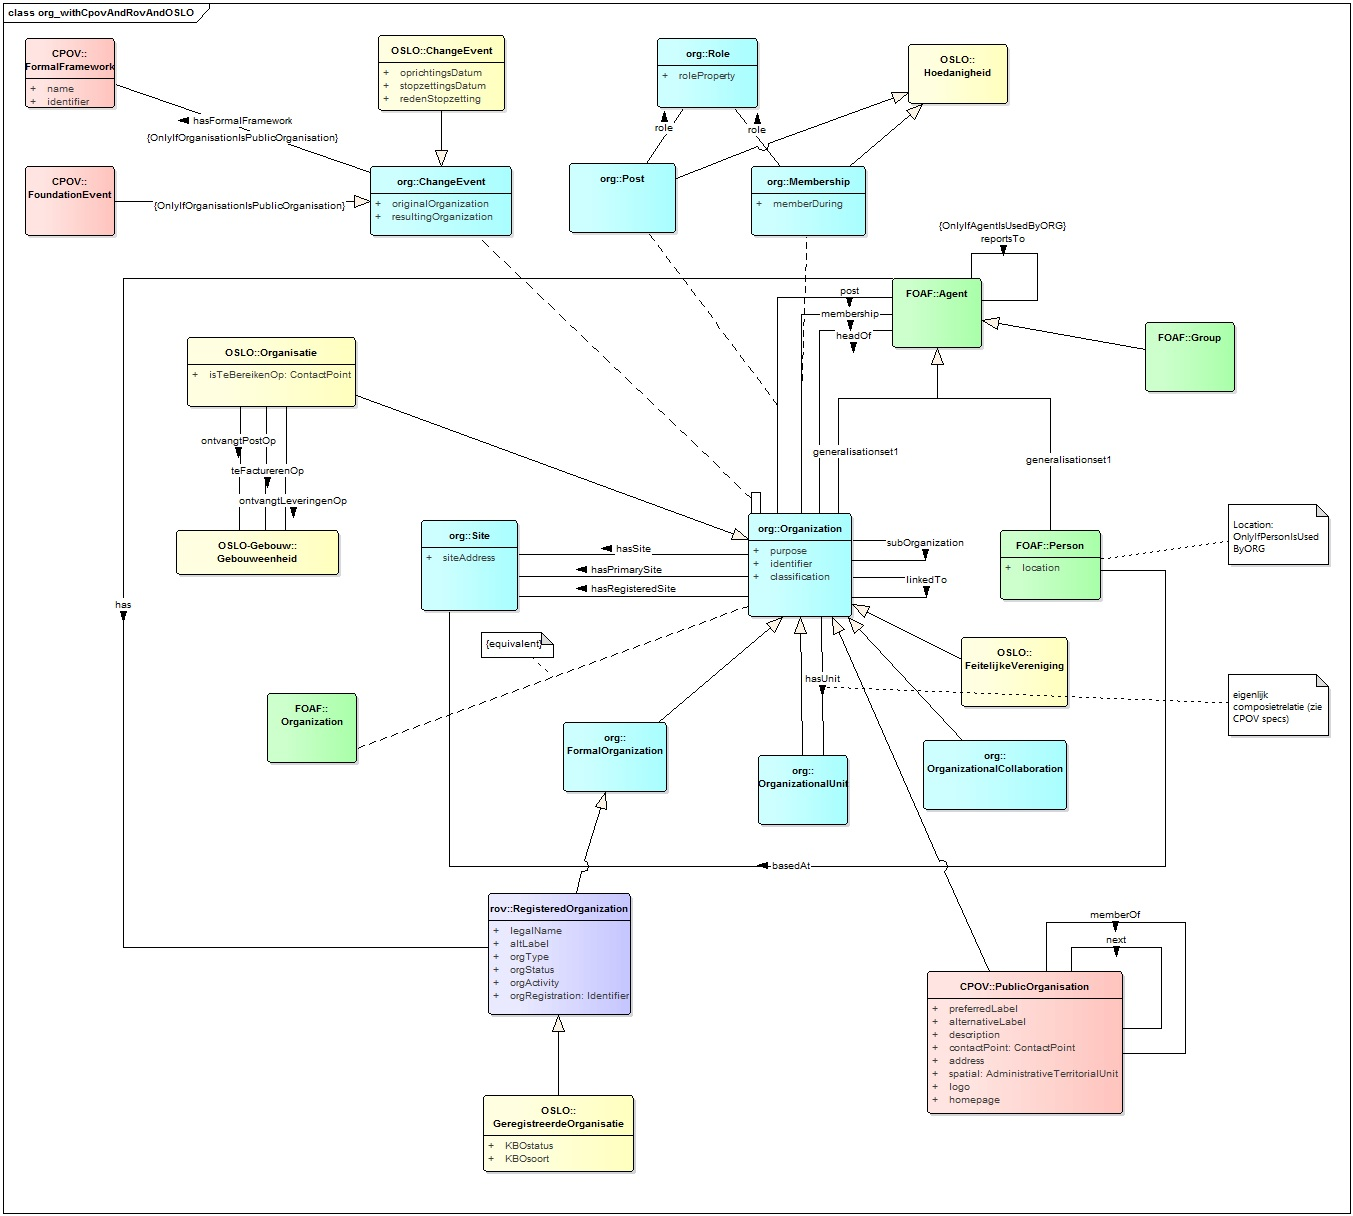 class org_withCpovAndRovAndOSLO
CPOV::
FormalFramework
+ name
+ identifier
OSLO::ChangeEvent
+ oprichtingsDatum
+ stopzettingsDatum
+ redenStopzetting
org::Role
+ roleProperty
OSLO::
Hoedanigheid
hasFormalFramework
{OnlyIfOrganisationIsPublicOrganisation}
role
role
CPOV::
FoundationEvent
{OnlyIfOrganisationIsPublicOrganisation}
org::ChangeEvent
+ originalOrganization
+ resultingOrganization
org::Post
org::Membership
+ memberDuring
{OnlyIfAgentIsUsedByORG}
reportsTo
FOAF::Agent
post
membership
headOf
FOAF::Group
OSLO::Organisatie
+ isTeBereikenOp: ContactPoint
ontvangtPostOp
teFacturerenOp
ontvangtLeveringenOp
generalisationset1
generalisationset1
OSLO-Gebouw::
Gebouweenheid
org::Site
+ siteAddress
hasSite
hasPrimarySite
hasRegisteredSite
org::Organization
+ purpose
+ identifier
+ classification
subOrganization
linkedTo
FOAF::Person
+ location
Location:
OnlyIfPersonIsUsed
ByORG
has
{equivalent}
OSLO::
FeitelijkeVereniging
hasUnit
eigenlijk
composietrelatie (zie
CPOV specs)
FOAF::
Organization
org::
FormalOrganization
org::
OrganizationalUnit
org::
OrganizationalCollaboration
basedAt
rov::RegisteredOrganization
+ legalName
+ altLabel
+ orgType
+ orgStatus
+ orgActivity
+ orgRegistration: Identifier
memberOf
next
CPOV::PublicOrganisation
+ preferredLabel
+ alternativeLabel
+ description
+ contactPoint: ContactPoint
+ address
+ spatial: AdministrativeTerritorialUnit
+ logo
+ homepage
OSLO::
GeregistreerdeOrganisatie
+ KBOstatus
+ KBOsoort